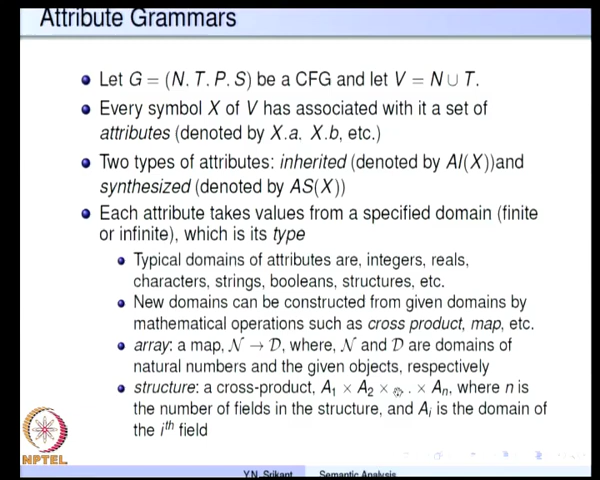 Attribute Grammars
Let G = (N, T, P, S) be a CFG and let V = N ∪ T.
Every symbol X of V has associated with it a set of
attributes (denoted by X.a, X.b, etc.)
Two types of attributes: inherited (denoted by AI(X))and
synthesized (denoted by AS(X))
Each attribute takes values from a specified domain (finite
or infinite), which is its type
Typical domains of attributes are, integers, reals,
characters, strings, booleans, structures, etc.
New domains can be constructed from given domains by
mathematical operations such as cross product, map, etc.
array: a map, 𝒩 → 𝒟, where, 𝒩 and 𝒟 are domains of
natural numbers and the given objects, respectively
structure: a cross-product, A₁ × A₂ × ... × Aₙ, where n is
the number of fields in the structure, and Aᵢ is the domain of
the iᵗʰ field
NPTEL
Y.N. Srikant Semantic Analysis